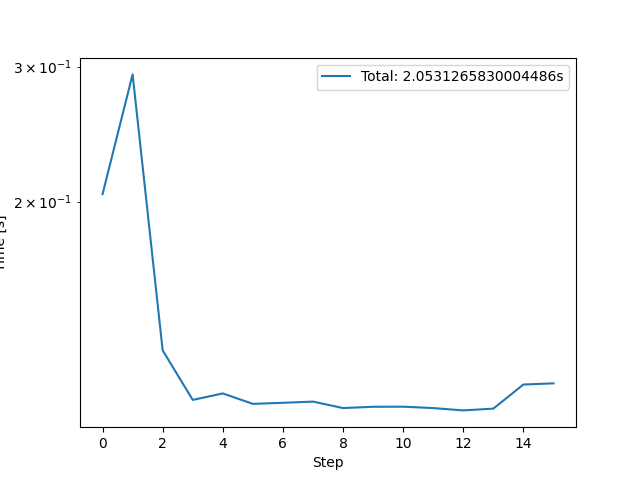 3 × 10⁻¹
Total: 2.0531265830004486s
2 × 10⁻¹
[s]
0 2 4 6 8 10 12 14
Step